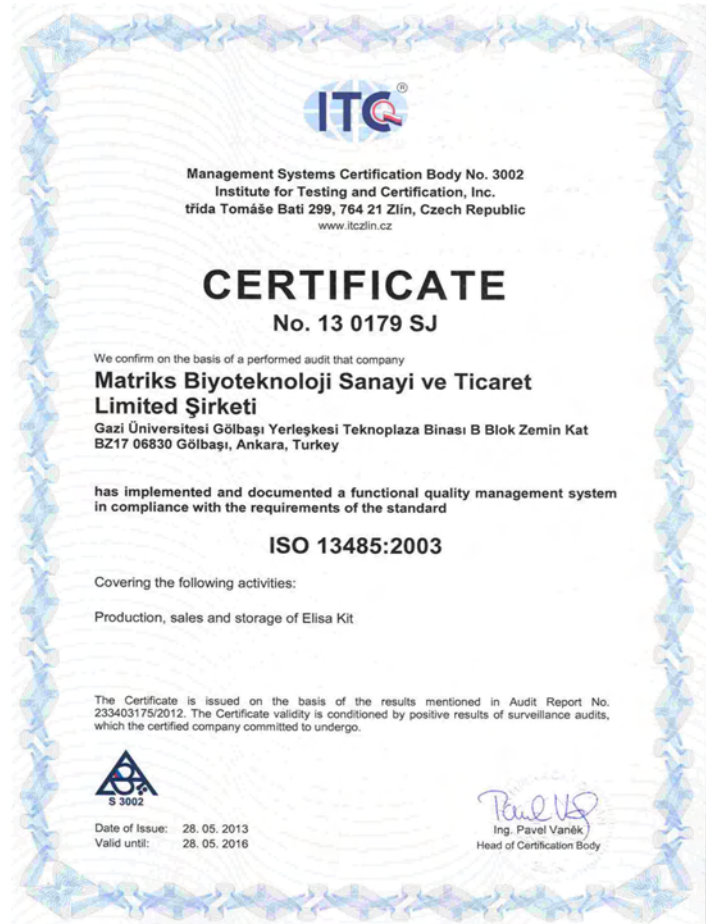 ITC ®
Management Systems Certification Body No. 3002
Institute for Testing and Certification, Inc.
třída Tomáše Bati 299, 764 21 Zlín, Czech Republic
www.itczlin.cz
CERTIFICATE
No. 13 0179 SJ
We confirm on the basis of a performed audit that company
Matriks Biyoteknoloji Sanayi ve Ticaret
Limited Şirketi
Gazi Üniversitesi Gölbaşı Yerleşkesi Teknoplaza Binası B Blok Zemin Kat
BZ17 06830 Gölbaşı, Ankara, Turkey
has implemented and documented a functional quality management system
in compliance with the requirements of the standard
ISO 13485:2003
Covering the following activities:
Production, sales and storage of Elisa Kit
The Certificate is issued on the basis of the results mentioned in Audit Report No.
233403175/2012. The Certificate validity is conditioned by positive results of surveillance audits,
which the certified company committed to undergo.
S 3002
Date of Issue: 28. 05. 2013
Valid until: 28. 05. 2016
Ing. Pavel Vaněk
Head of Certification Body